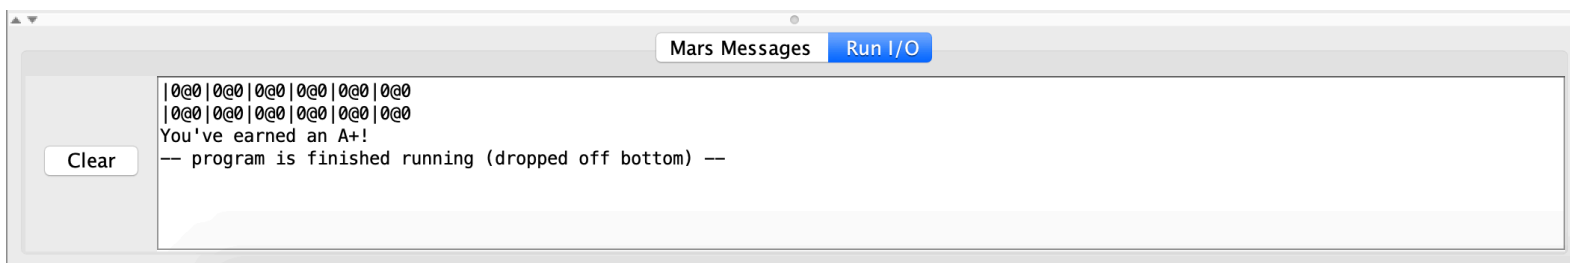 Mars Messages Run I/O
|0@0|0@0|0@0|0@0|0@0|0@0
|0@0|0@0|0@0|0@0|0@0|0@0
You've earned an A+!
Clear
-- program is finished running (dropped off bottom) --